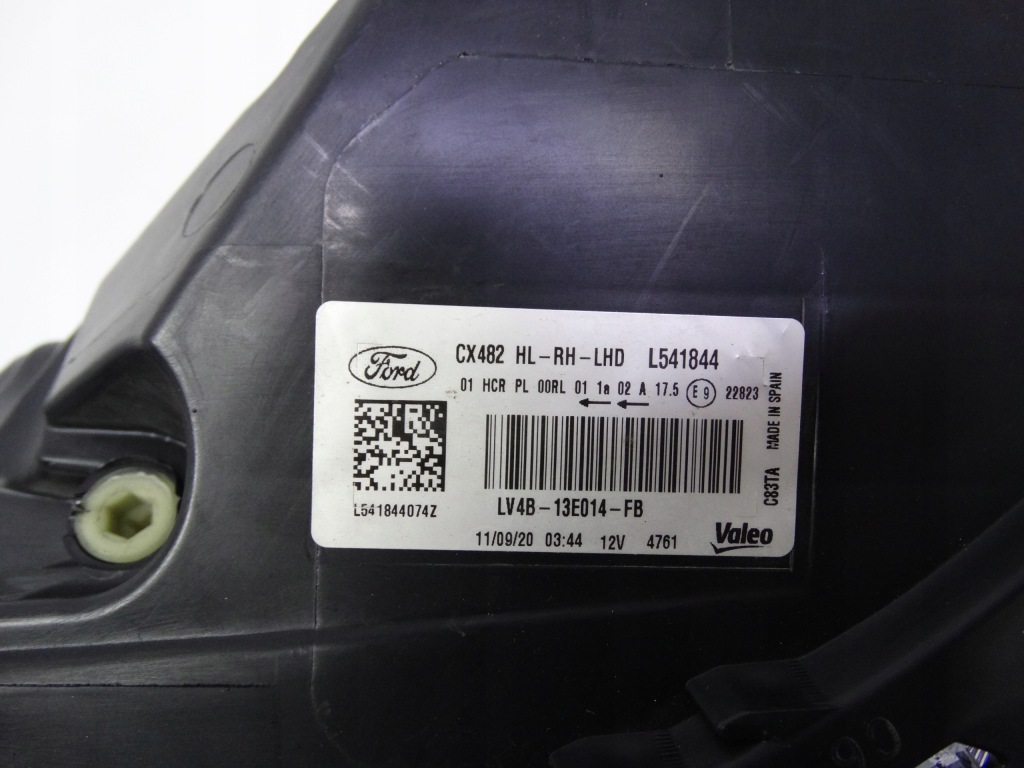 Ford
CX482 HL-RH-LHD L541844
01 HCR PL 00RL 01 1a 02 A 17.5 E9 22823
L541844074Z
LV4B-13E014-FB
11/09/20 03:44 12V 4761
Valeo
C83TA MADE IN SPAIN